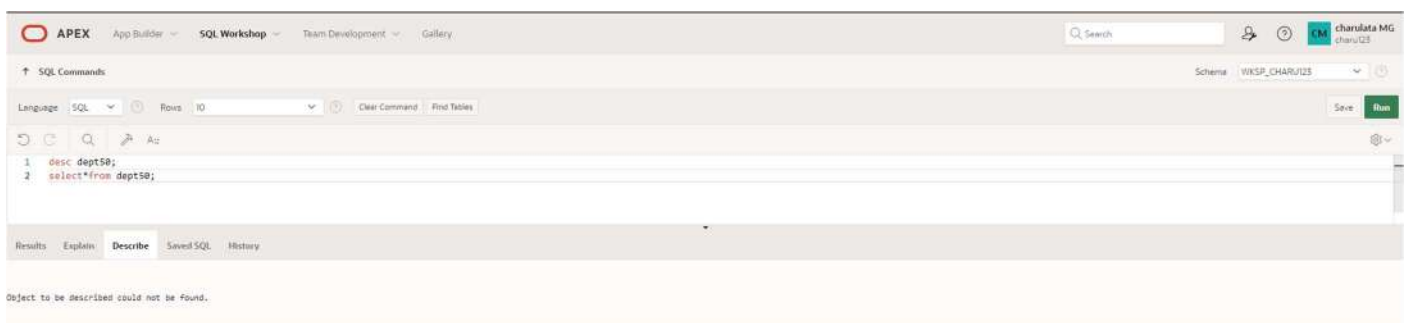 APEX App Builder SQL Workshop Team Development Gallery Search CM charulata MG
charu123
SQL Commands Schema WKSP_CHARU123
Language SQL Rows 10 Clear Command Find Tables Save Run
1 desc dept50;
2 select*from dept50;
Results Explain Describe Saved SQL History
Object to be described could not be found.